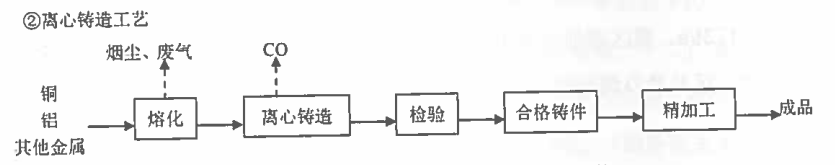 ②离心铸造工艺
烟尘、废气 CO
铜
铝
其他金属
熔化 离心铸造 检验 合格铸件 精加工 成品